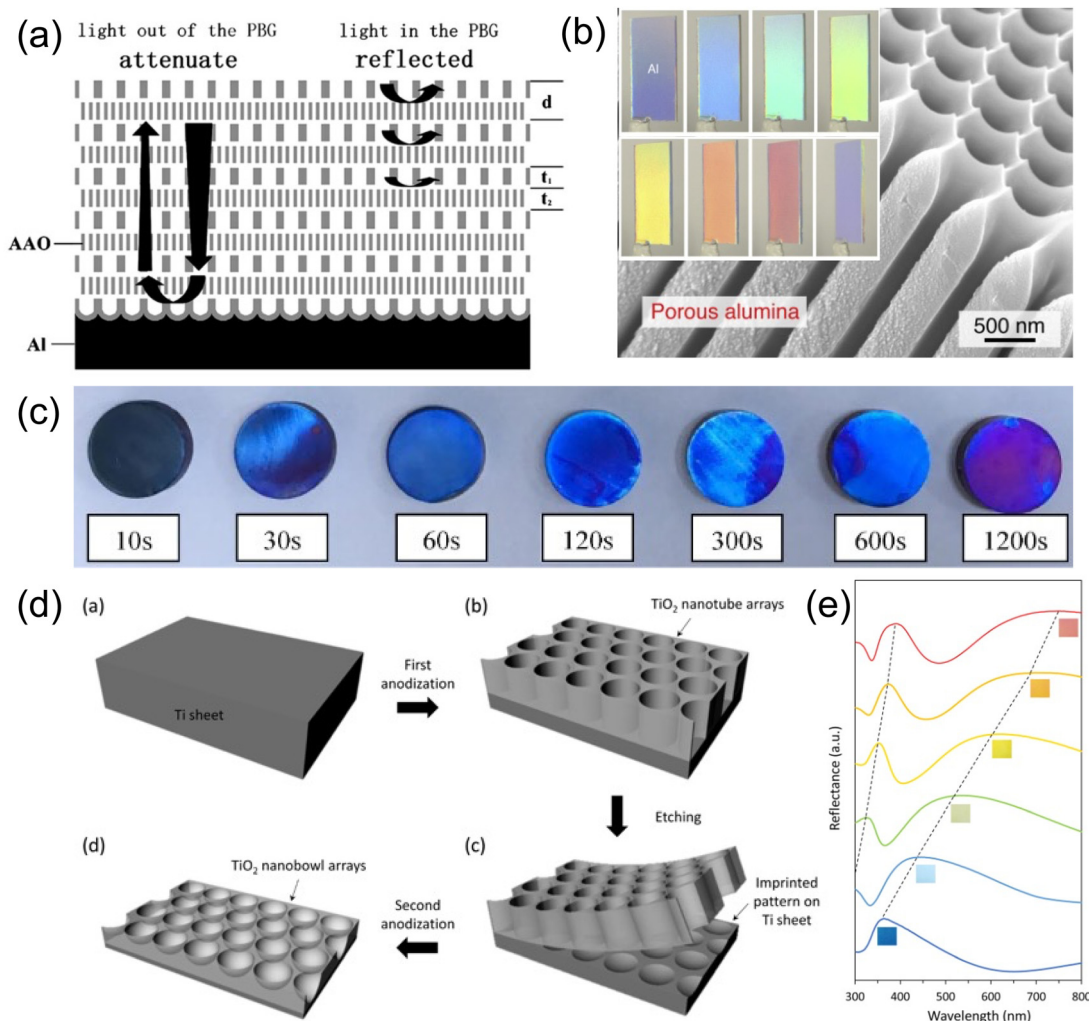 (a)
light out of the PBG
attenuate
light in the PBG
reflected
d
t₁
t₂
AAO
Al
(b)
Al
Porous alumina
500 nm
(c)
10s
30s
60s
120s
300s
600s
1200s
(d)
(a)
Ti sheet
First
anodization
(b)
TiO₂ nanotube arrays
Etching
(c)
Imprinted
pattern on
Ti sheet
Second
anodization
(d)
TiO₂ nanobowl arrays
(e)
Reflectance (a.u.)
300 400 500 600 700 800
Wavelength (nm)